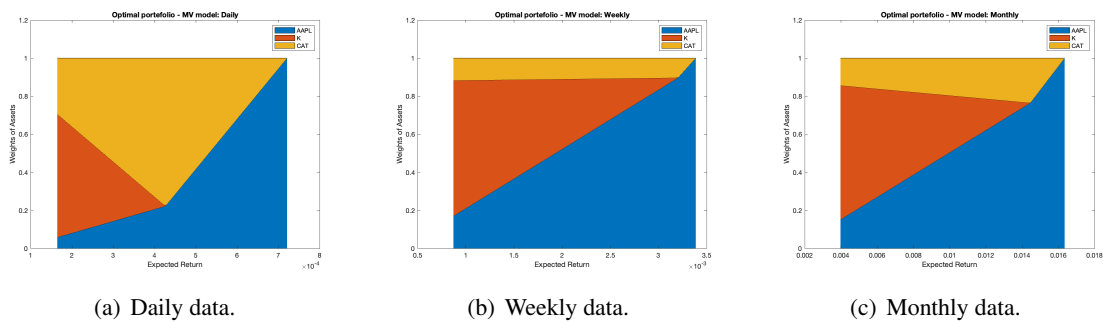 Optimal portefolio - MV model: Daily
1.2
1
0.8
0.6
0.4
0.2
0
Weights of Assets
AAPL
K
CAT
1 2 3 4 5 6 7 8
Expected Return
×10⁻⁴
(a) Daily data.
Optimal portefolio - MV model: Weekly
1.2
1
0.8
0.6
0.4
0.2
0
Weights of Assets
AAPL
K
CAT
0.5 1 1.5 2 2.5 3 3.5
Expected Return
×10⁻³
(b) Weekly data.
Optimal portefolio - MV model: Monthly
1.2
1
0.8
0.6
0.4
0.2
0
Weights of Assets
AAPL
K
CAT
0.002 0.004 0.006 0.008 0.01 0.012 0.014 0.016 0.018
Expected Return
(c) Monthly data.